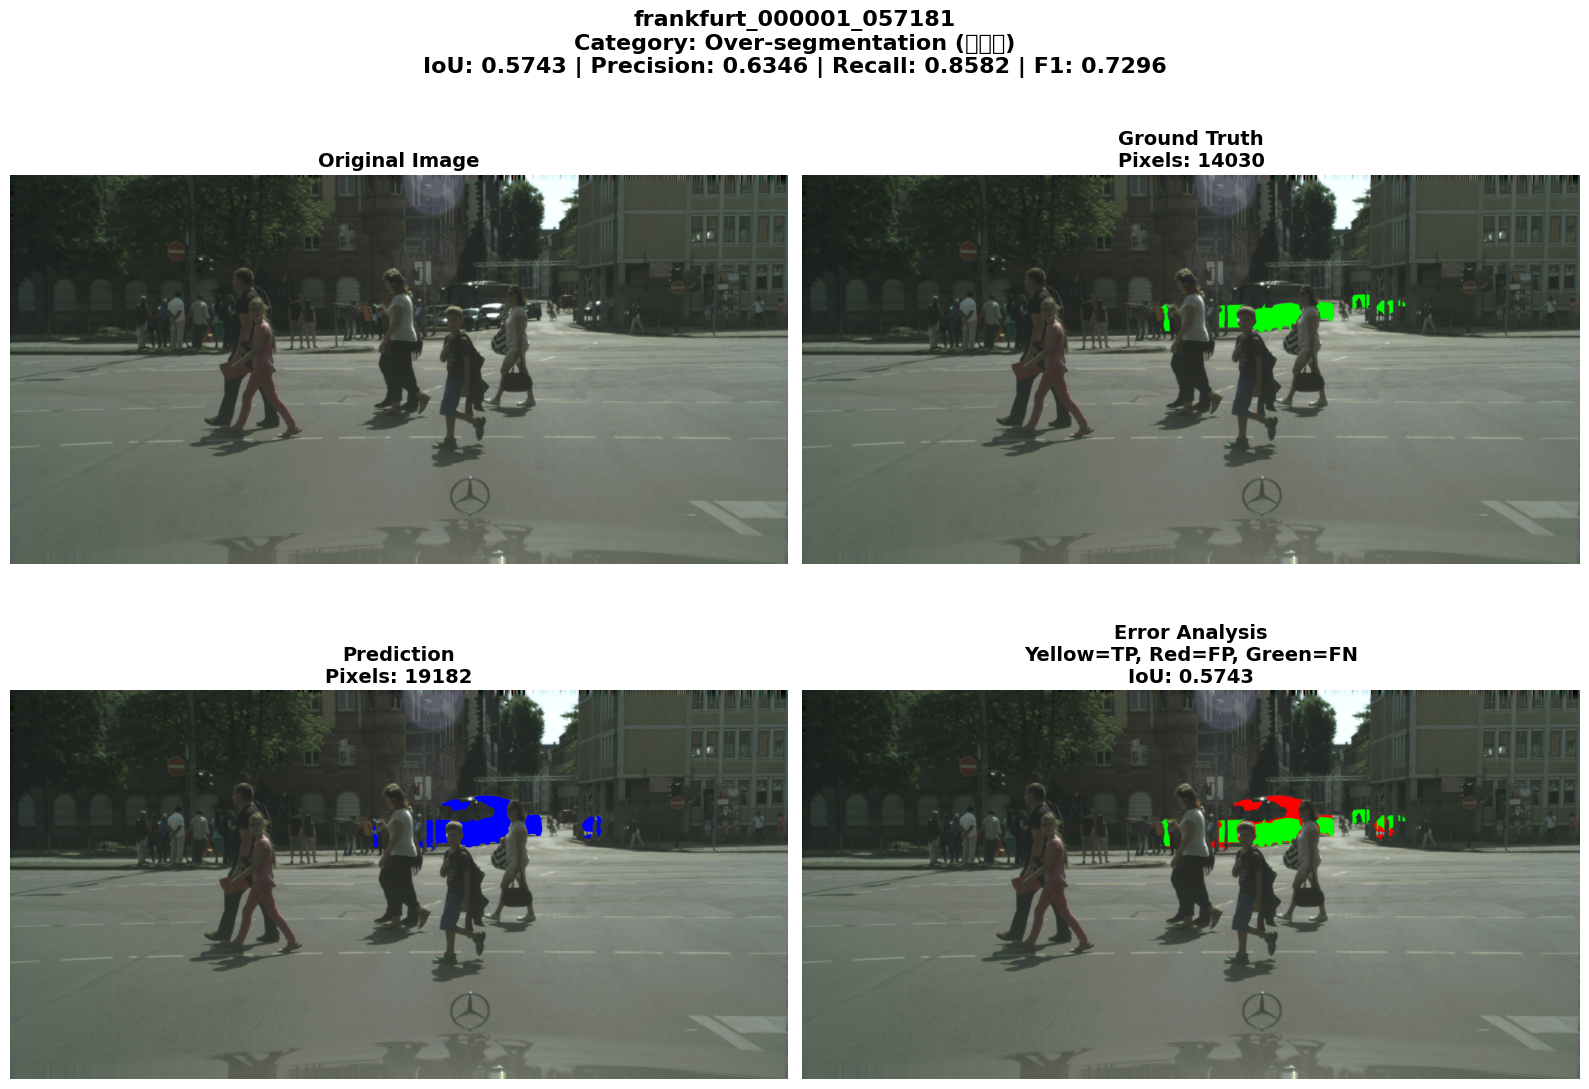 frankfurt_000001_057181
Category: Over-segmentation (□□□)
IoU: 0.5743 | Precision: 0.6346 | Recall: 0.8582 | F1: 0.7296
Original Image
Ground Truth
Pixels: 14030
Prediction
Pixels: 19182
Error Analysis
Yellow=TP, Red=FP, Green=FN
IoU: 0.5743